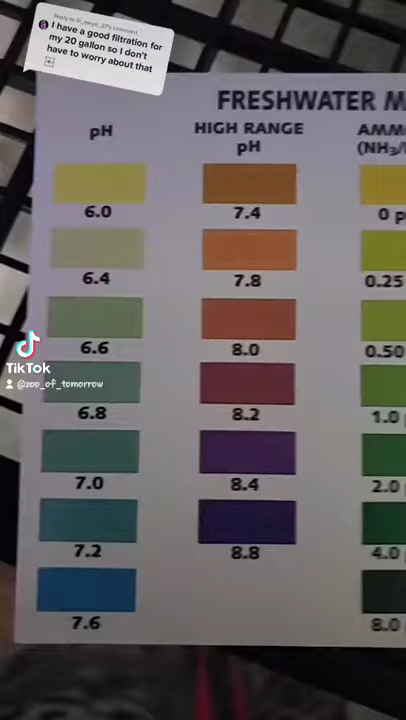 I have a good filtration for
my 20 gallon so I don't
have to worry about that
FRESHWATER M
pH
HIGH RANGE
pH
AMM
(NH3/
6.0
7.4
0 p
6.4
7.8
0.25
6.6
8.0
0.50
6.8
8.2
1.0
7.0
8.4
2.0
7.2
8.8
4.0
7.6
8.0
TikTok
@zoo_of_tomorrow